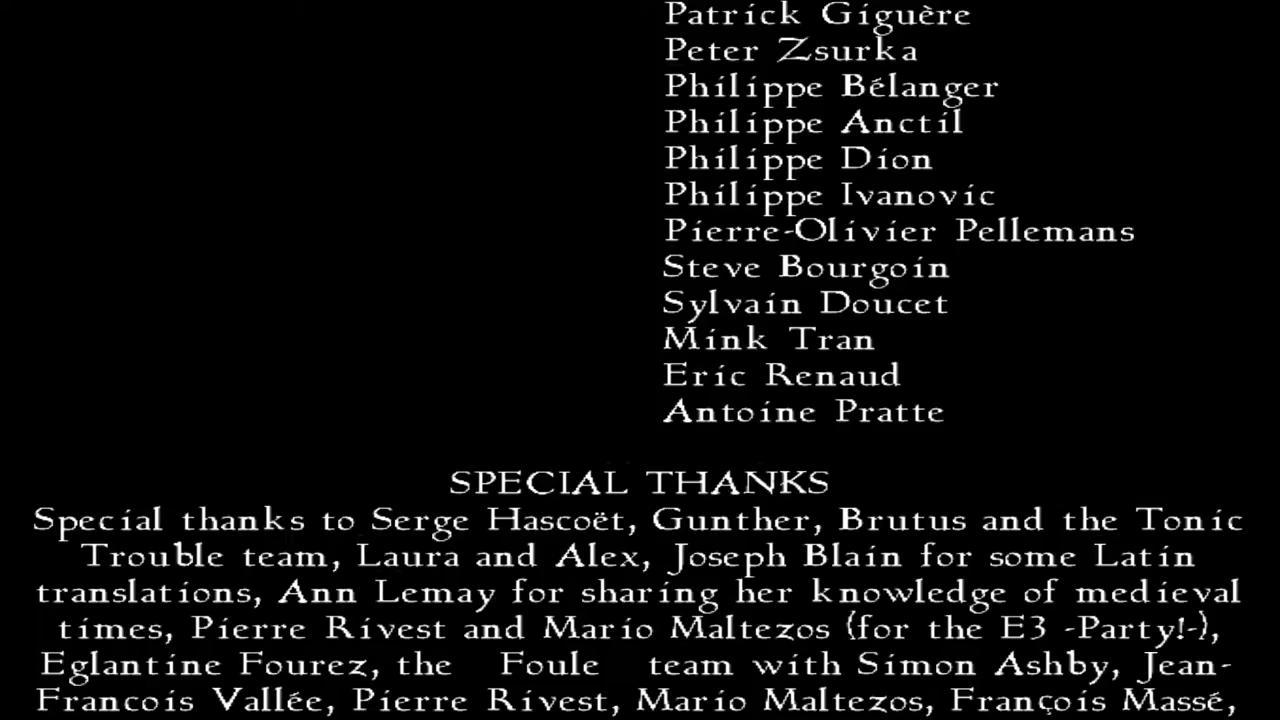 Patrick Giguère
Peter Zsurka
Philippe Bélanger
Philippe Anctil
Philippe Dion
Philippe Ivanovic
Pierre-Olivier Pellemans
Steve Bourgoin
Sylvain Doucet
Mink Tran
Eric Renaud
Antoine Pratte
SPECIAL THANKS
Special thanks to Serge Hascoët, Gunther, Brutus and the Tonic
Trouble team, Laura and Alex, Joseph Blain for some Latin
translations, Ann Lemay for sharing her knowledge of medieval
times, Pierre Rivest and Mario Maltezos (for the E3 -Party!-),
Eglantine Fourez, the Foule team with Simon Ashby, Jean-
Francois Vallée, Pierre Rivest, Mario Maltezos, François Massé,